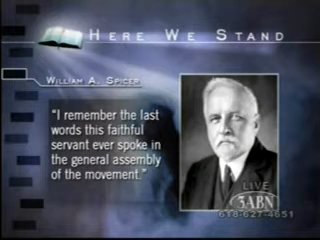 HERE WE STAND
WILLIAM A. SPICER
"I remember the last
words this faithful
servant ever spoke in
the general assembly
of the movement."
LIVE
3ABN
618-627-4651